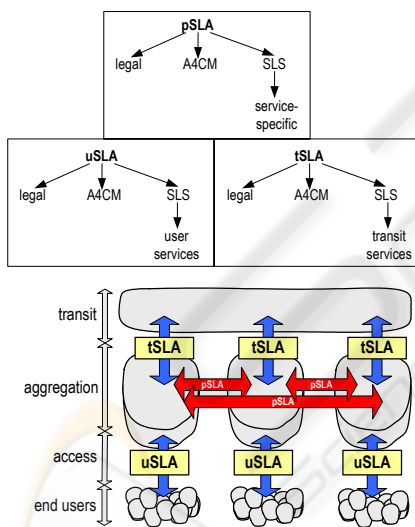 pSLA
legal A4CM SLS
service-
specific
uSLA
legal A4CM SLS
user
services
tSLA
legal A4CM SLS
transit
services
transit
tSLA tSLA tSLA
aggregation
pSLA pSLA
pSLA
access
uSLA uSLA uSLA
end users